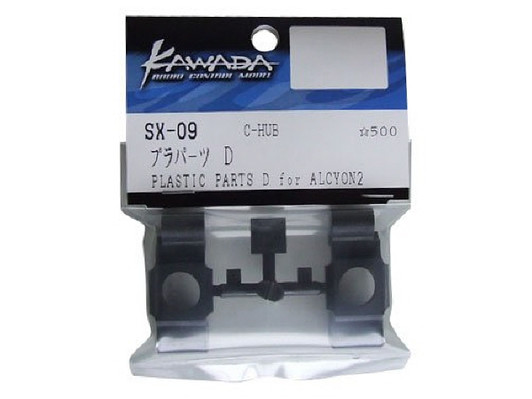 KAWADA
RADIO CONTROL MODEL
SX-09 C-HUB ☆500
プラパーツ D
PLASTIC PARTS D for ALCYON2